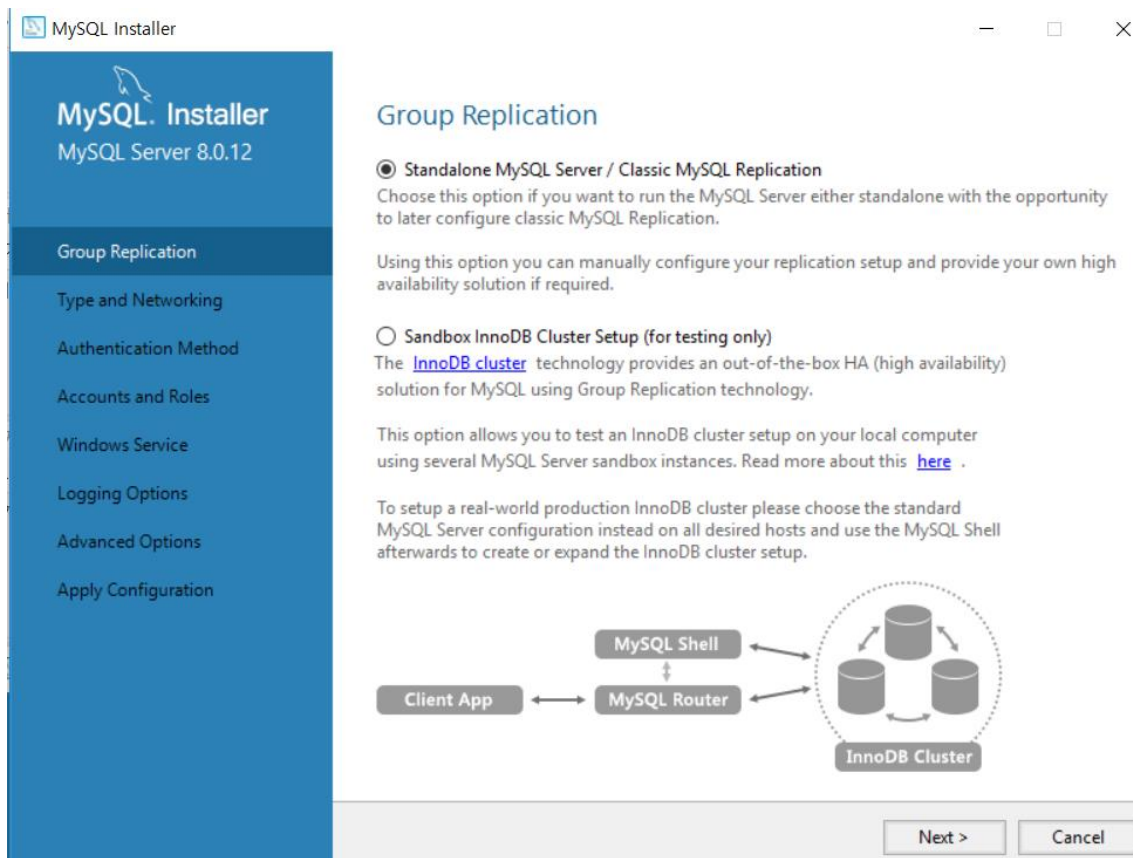 MySQL Installer
MySQL. Installer
MySQL Server 8.0.12
Group Replication
Type and Networking
Authentication Method
Accounts and Roles
Windows Service
Logging Options
Advanced Options
Apply Configuration
Group Replication
Standalone MySQL Server / Classic MySQL Replication
Choose this option if you want to run the MySQL Server either standalone with the opportunity
to later configure classic MySQL Replication.
Using this option you can manually configure your replication setup and provide your own high
availability solution if required.
Sandbox InnoDB Cluster Setup (for testing only)
The InnoDB cluster technology provides an out-of-the-box HA (high availability)
solution for MySQL using Group Replication technology.
This option allows you to test an InnoDB cluster setup on your local computer
using several MySQL Server sandbox instances. Read more about this here .
To setup a real-world production InnoDB cluster please choose the standard
MySQL Server configuration instead on all desired hosts and use the MySQL Shell
afterwards to create or expand the InnoDB cluster setup.
MySQL Shell
Client App
MySQL Router
InnoDB Cluster
Next >
Cancel